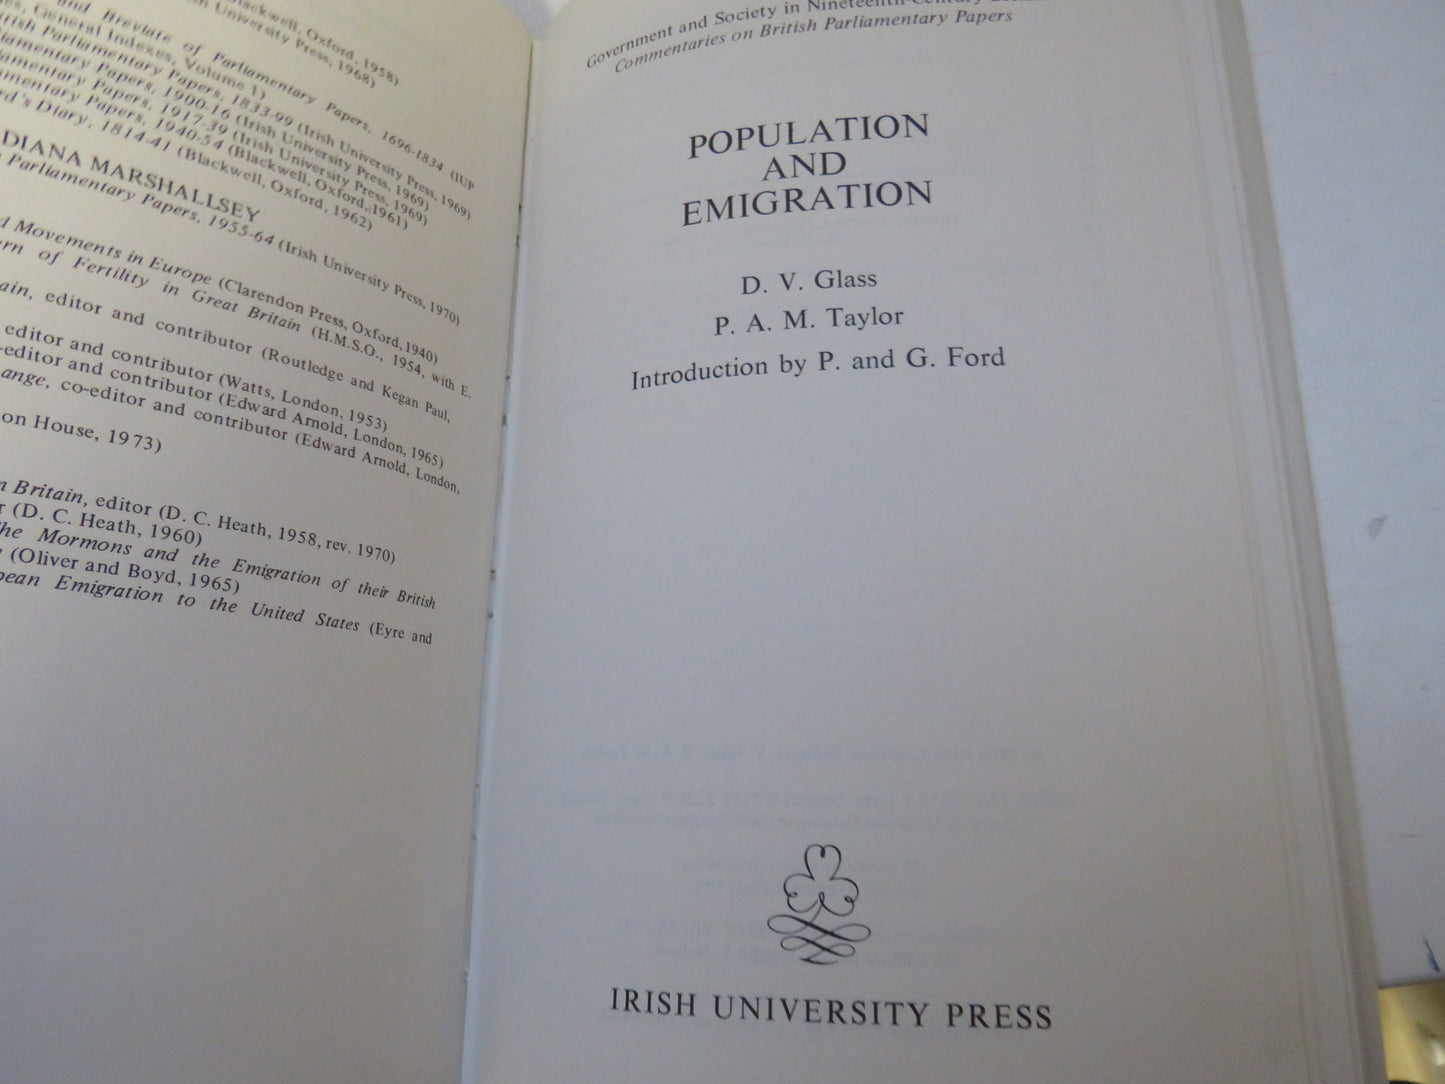 Blackwell, Oxford, 1958)
University Press, 1968)
and Breviate of Parliamentary Papers, 1696-1834 (IUP
General Indexes, Volume 1)
Parliamentary Papers, 1833-99 (Irish University Press, 1969)
Parliamentary Papers, 1900-16 (Irish University Press, 1969)
Papers, 1917-39 (Irish University Press, 1969)
Papers, 1940-54 (Blackwell, Oxford, 1961)
Diary, 1814-41 (Blackwell, Oxford, 1962)
DIANA MARSHALLSEY
Parliamentary Papers, 1955-64 (Irish University Press, 1970)
Movements in Europe (Clarendon Press, Oxford, 1940)
of Fertility in Great Britain (H.M.S.O., 1954, with E.
editor and contributor (Routledge and Kegan Paul,
editor and contributor (Watts, London, 1953)
-editor and contributor (Edward Arnold, London, 1965)
ange, co-editor and contributor (Edward Arnold, London,
on House, 1973)
Britain, editor (D. C. Heath, 1958, rev. 1970)
(D. C. Heath, 1960)
The Mormons and the Emigration of their British
(Oliver and Boyd, 1965)
Emigration to the United States (Eyre and
Government and Society in Nineteenth-Century
Commentaries on British Parliamentary Papers
POPULATION
AND
EMIGRATION
D. V. Glass
P. A. M. Taylor
Introduction by P. and G. Ford
IRISH UNIVERSITY PRESS